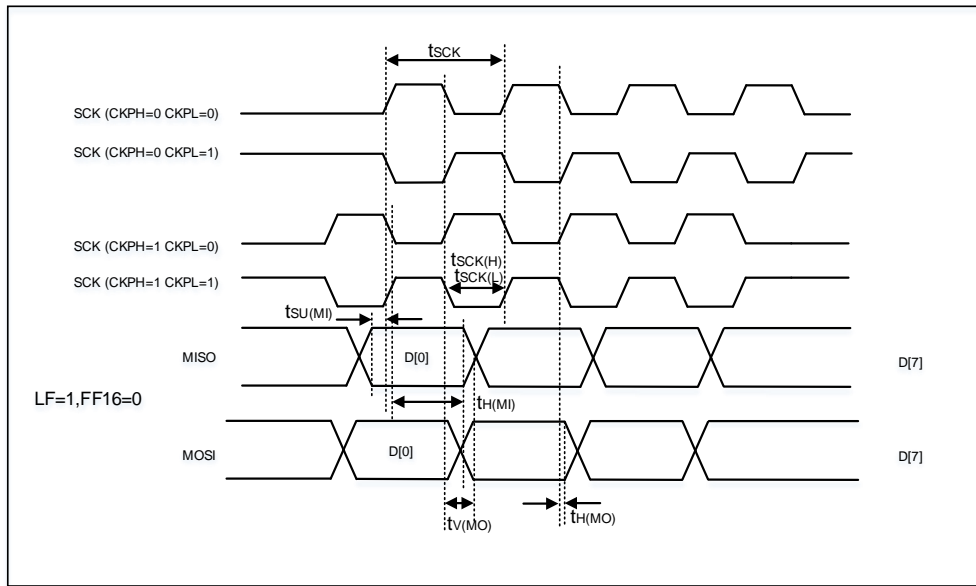 tSCK
SCK (CKPH=0 CKPL=0)
SCK (CKPH=0 CKPL=1)
SCK (CKPH=1 CKPL=0)
tSCK(H)
tSCK(L)
SCK (CKPH=1 CKPL=1)
tSU(MI)
MISO
D[0]
D[7]
LF=1,FF16=0
tH(MI)
MOSI
D[0]
D[7]
tV(MO)
tH(MO)